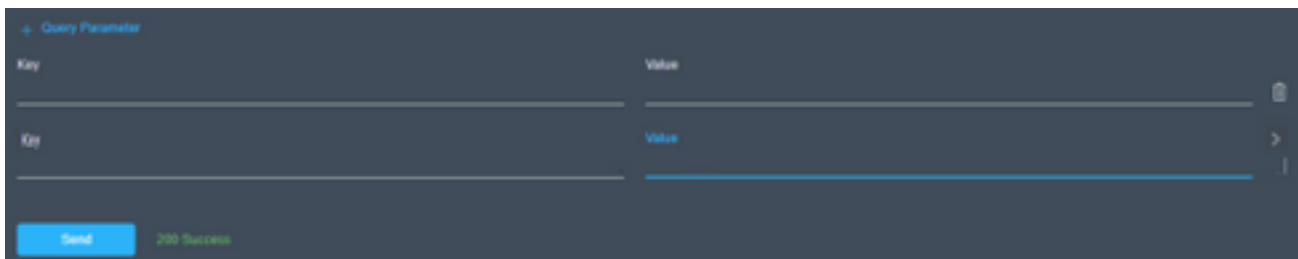 + Query Parameter
Key Value
Key Value
Send 200 Success